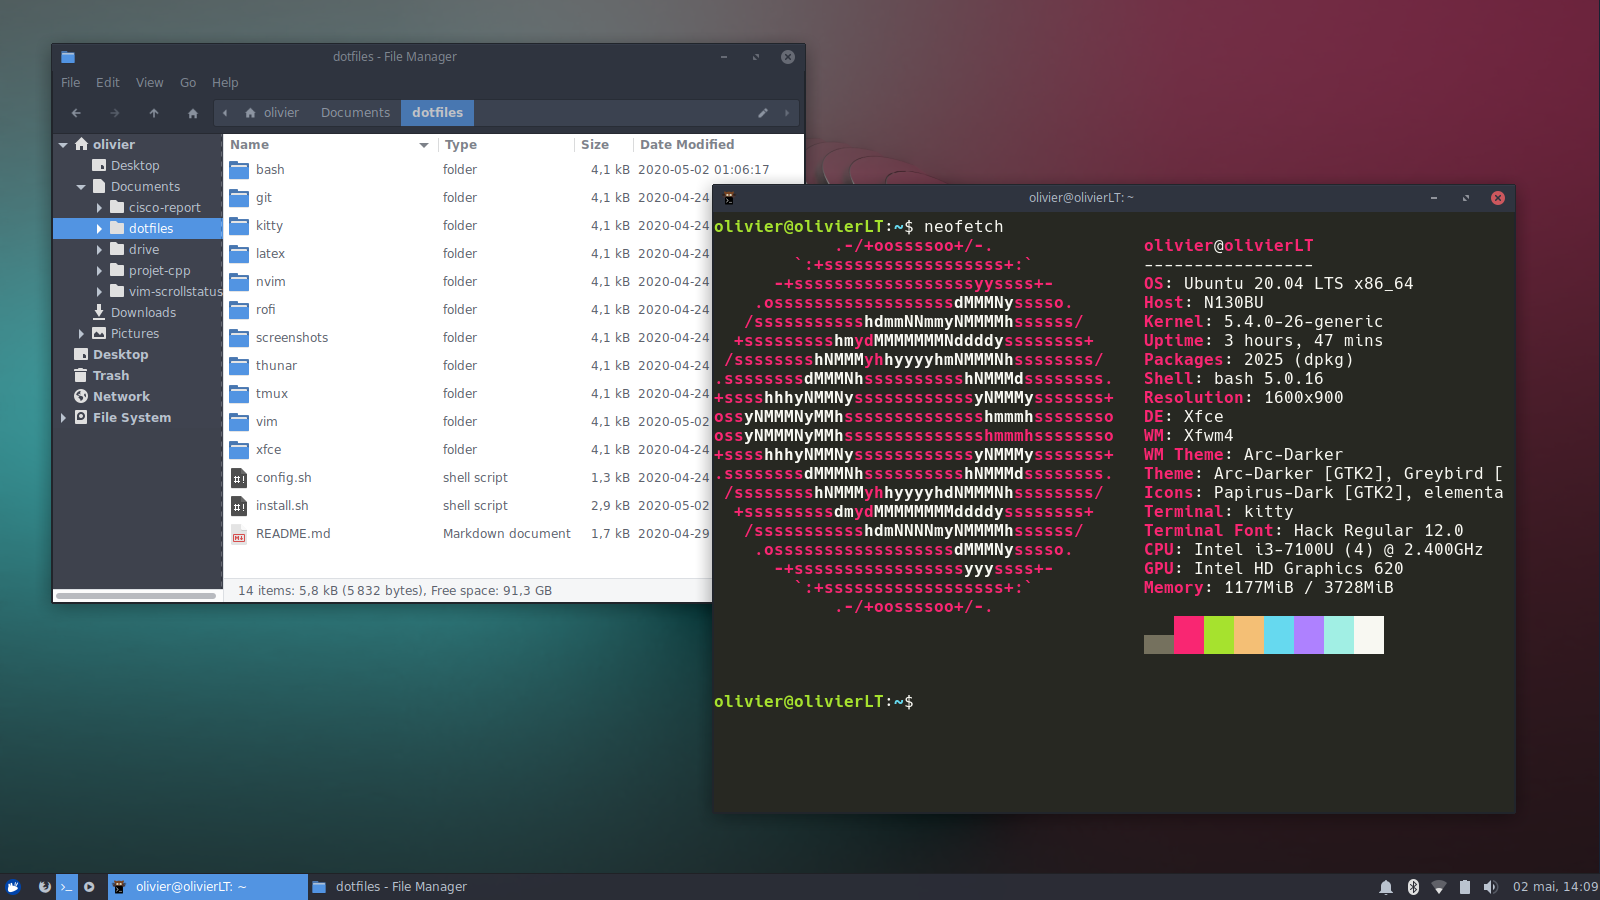 dotfiles - File Manager
File Edit View Go Help
olivier Documents dotfiles
olivier
Desktop
Documents
cisco-report
dotfiles
drive
projet-cpp
vim-scrollstatus
Downloads
Pictures
Desktop
Trash
Network
File System
Name Type Size Date Modified
bash folder 4,1 kB 2020-05-02 01:06:17
git folder 4,1 kB 2020-04-24
kitty folder 4,1 kB 2020-04-24
latex folder 4,1 kB 2020-04-24
nvim folder 4,1 kB 2020-04-24
rofi folder 4,1 kB 2020-04-24
screenshots folder 4,1 kB 2020-04-24
thunar folder 4,1 kB 2020-04-24
tmux folder 4,1 kB 2020-04-24
vim folder 4,1 kB 2020-05-02
xfce folder 4,1 kB 2020-04-24
config.sh shell script 1,3 kB 2020-04-24
install.sh shell script 2,9 kB 2020-05-02
README.md Markdown document 1,7 kB 2020-04-29
14 items: 5,8 kB (5 832 bytes), Free space: 91,3 GB
olivier@olivierLT: ~
olivier@olivierLT:~$ neofetch
.-/+oossssoo+/-.
`:+ssssssssssssssssss+:`
-+ssssssssssssssssssyyssss+-
.ossssssssssssssssssdMMMNysssso.
/ssssssssssshdmmNNmmyNMMMMhssssss/
+ssssssssshmydMMMMMMMNddddyssssssss+
/sssssssshNMMMyhhyyyyhmNMMMNhssssssss/
.ssssssssdMMMNhsssssssssshNMMMdssssssss.
+sssshhhyNMMNyssssssssssssyNMMMysssssss+
ossyNMMMNyMMhsssssssssssssshmmmhssssssso
ossyNMMMNyMMhsssssssssssssshmmmhssssssso
+sssshhhyNMMNyssssssssssssyNMMMysssssss+
.ssssssssdMMMNhsssssssssshNMMMdssssssss.
/sssssssshNMMMyhhyyyyhdNMMMNhssssssss/
+sssssssssdmydMMMMMMMMddddyssssssss+
/ssssssssssshdmNNNNmyNMMMMhssssss/
.ossssssssssssssssssdMMMNysssso.
-+sssssssssssssssssyyyssss+-
`:+ssssssssssssssssss+:`
.-/+oossssoo+/-.
olivier@olivierLT
-----------------
OS: Ubuntu 20.04 LTS x86_64
Host: N130BU
Kernel: 5.4.0-26-generic
Uptime: 3 hours, 47 mins
Packages: 2025 (dpkg)
Shell: bash 5.0.16
Resolution: 1600x900
DE: Xfce
WM: Xfwm4
WM Theme: Arc-Darker
Theme: Arc-Darker [GTK2], Greybird [
Icons: Papirus-Dark [GTK2], elementa
Terminal: kitty
Terminal Font: Hack Regular 12.0
CPU: Intel i3-7100U (4) @ 2.400GHz
GPU: Intel HD Graphics 620
Memory: 1177MiB / 3728MiB
olivier@olivierLT:~$
olivier@olivierLT: ~ dotfiles - File Manager 02 mai, 14:09